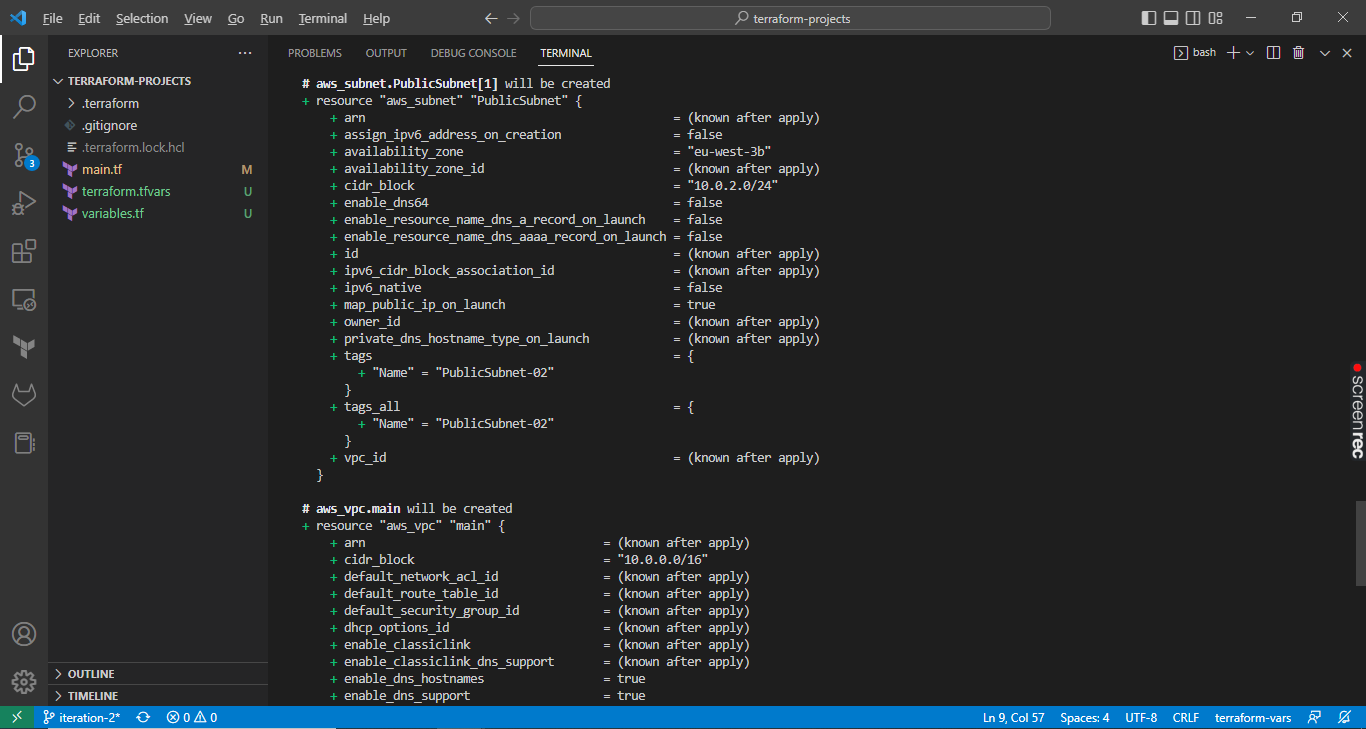 File Edit Selection View Go Run Terminal Help
terraform-projects
EXPLORER
PROBLEMS OUTPUT DEBUG CONSOLE TERMINAL
bash
TERRAFORM-PROJECTS
.terraform
.gitignore
.terraform.lock.hcl
main.tf M
terraform.tfvars U
variables.tf U
3
OUTLINE
TIMELINE
# aws_subnet.PublicSubnet[1] will be created
+ resource "aws_subnet" "PublicSubnet" {
+ arn = (known after apply)
+ assign_ipv6_address_on_creation = false
+ availability_zone = "eu-west-3b"
+ availability_zone_id = (known after apply)
+ cidr_block = "10.0.2.0/24"
+ enable_dns64 = false
+ enable_resource_name_dns_a_record_on_launch = false
+ enable_resource_name_dns_aaaa_record_on_launch = false
+ id = (known after apply)
+ ipv6_cidr_block_association_id = (known after apply)
+ ipv6_native = false
+ map_public_ip_on_launch = true
+ owner_id = (known after apply)
+ private_dns_hostname_type_on_launch = (known after apply)
+ tags = {
+ "Name" = "PublicSubnet-02"
}
+ tags_all = {
+ "Name" = "PublicSubnet-02"
}
+ vpc_id = (known after apply)
}
# aws_vpc.main will be created
+ resource "aws_vpc" "main" {
+ arn = (known after apply)
+ cidr_block = "10.0.0.0/16"
+ default_network_acl_id = (known after apply)
+ default_route_table_id = (known after apply)
+ default_security_group_id = (known after apply)
+ dhcp_options_id = (known after apply)
+ enable_classiclink = (known after apply)
+ enable_classiclink_dns_support = (known after apply)
+ enable_dns_hostnames = true
+ enable_dns_support = true
screenrec
iteration-2* 0 0 Ln 9, Col 57 Spaces: 4 UTF-8 CRLF terraform-vars